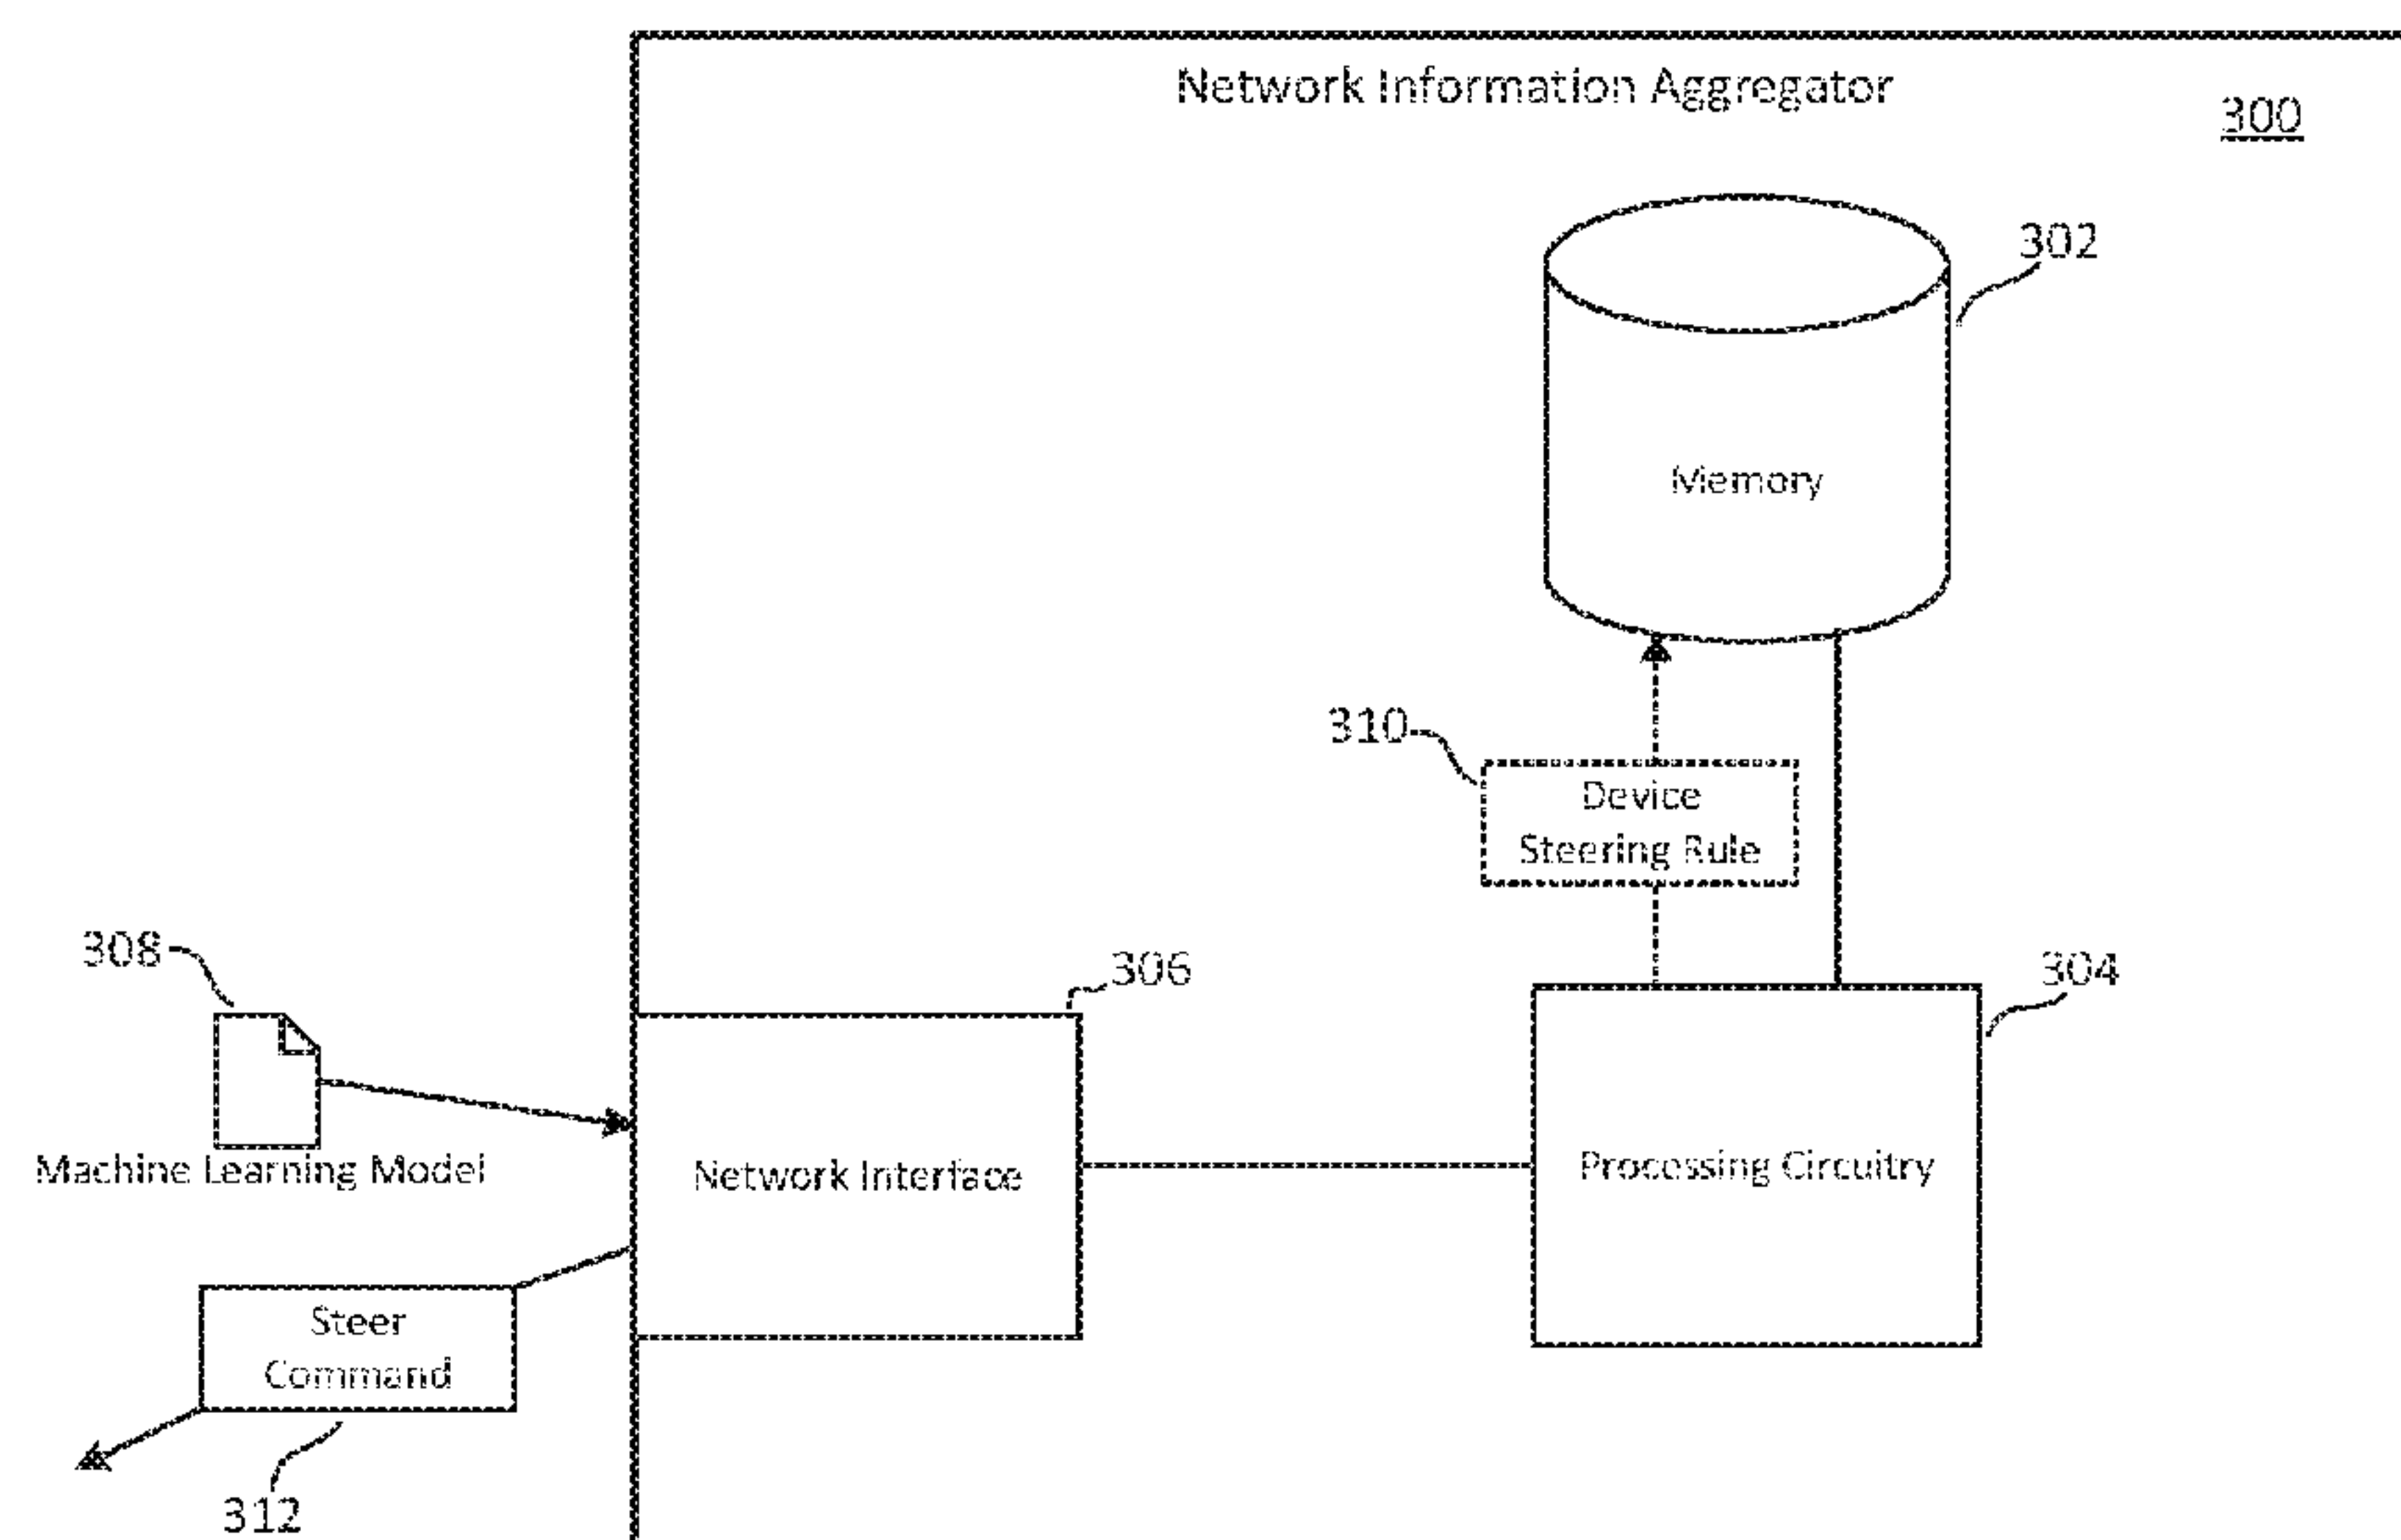 Network Information Aggregator
300
302
Memory
310
Device
Steering Rule
308
306
304
Machine Learning Model
Network Interface
Processing Circuitry
Steer
Command
312